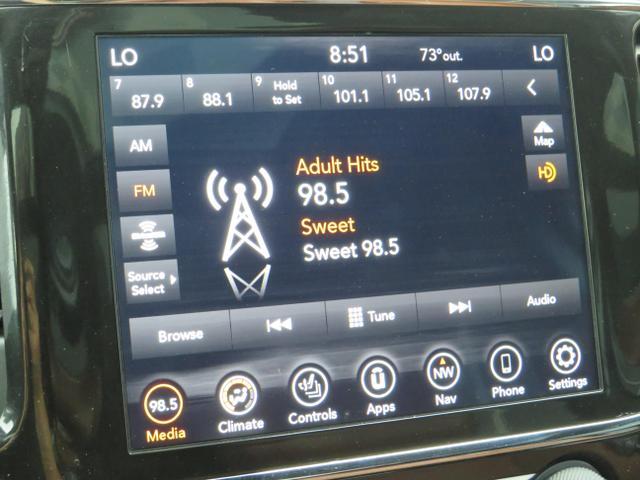 LO 8:51 73°out. LO
7 87.9 8 88.1 9 Hold to Set 10 101.1 11 105.1 12 107.9
AM
Map
FM
HD
Adult Hits
98.5
Sweet
Sweet 98.5
Source
Select
Browse Tune Audio
98.5 U NW
Media Climate Controls Apps Nav Phone Settings